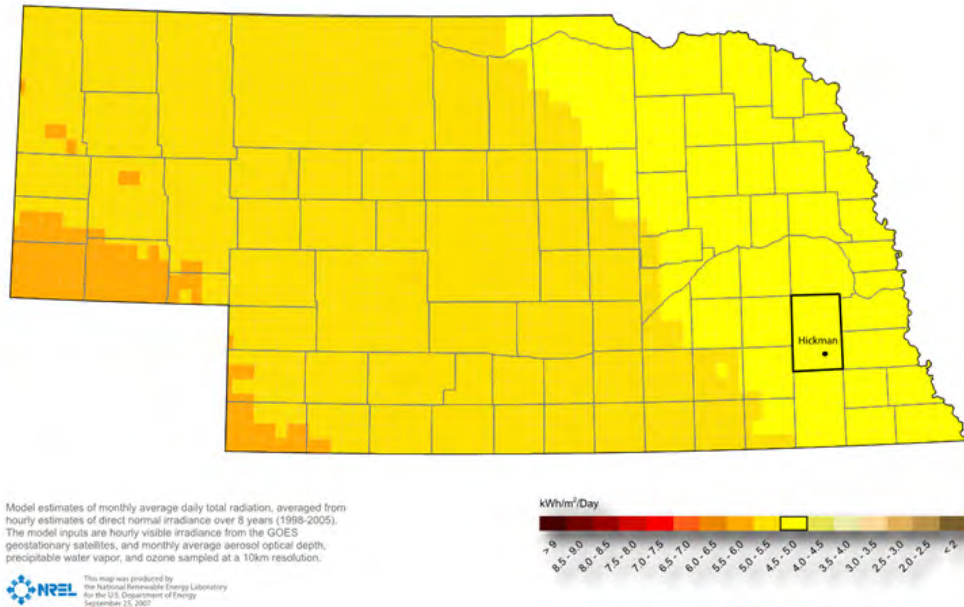 Hickman
Model estimates of monthly average daily total radiation, averaged from
hourly estimates of direct normal irradiance over 8 years (1998-2005).
The model inputs are hourly visible irradiance from the GOES
geostationary satellites, and monthly average aerosol optical depth,
precipitable water vapor, and ozone sampled at a 10km resolution.
NREL
This map was produced by
the National Renewable Energy Laboratory
for the U.S. Department of Energy
September 25, 2007
kWh/m²/Day
> 9
8.5 - 9.0
8.0 - 8.5
7.5 - 8.0
7.0 - 7.5
6.5 - 7.0
6.0 - 6.5
5.5 - 6.0
5.0 - 5.5
4.5 - 5.0
4.0 - 4.5
3.5 - 4.0
3.0 - 3.5
2.5 - 3.0
2.0 - 2.5
< 2